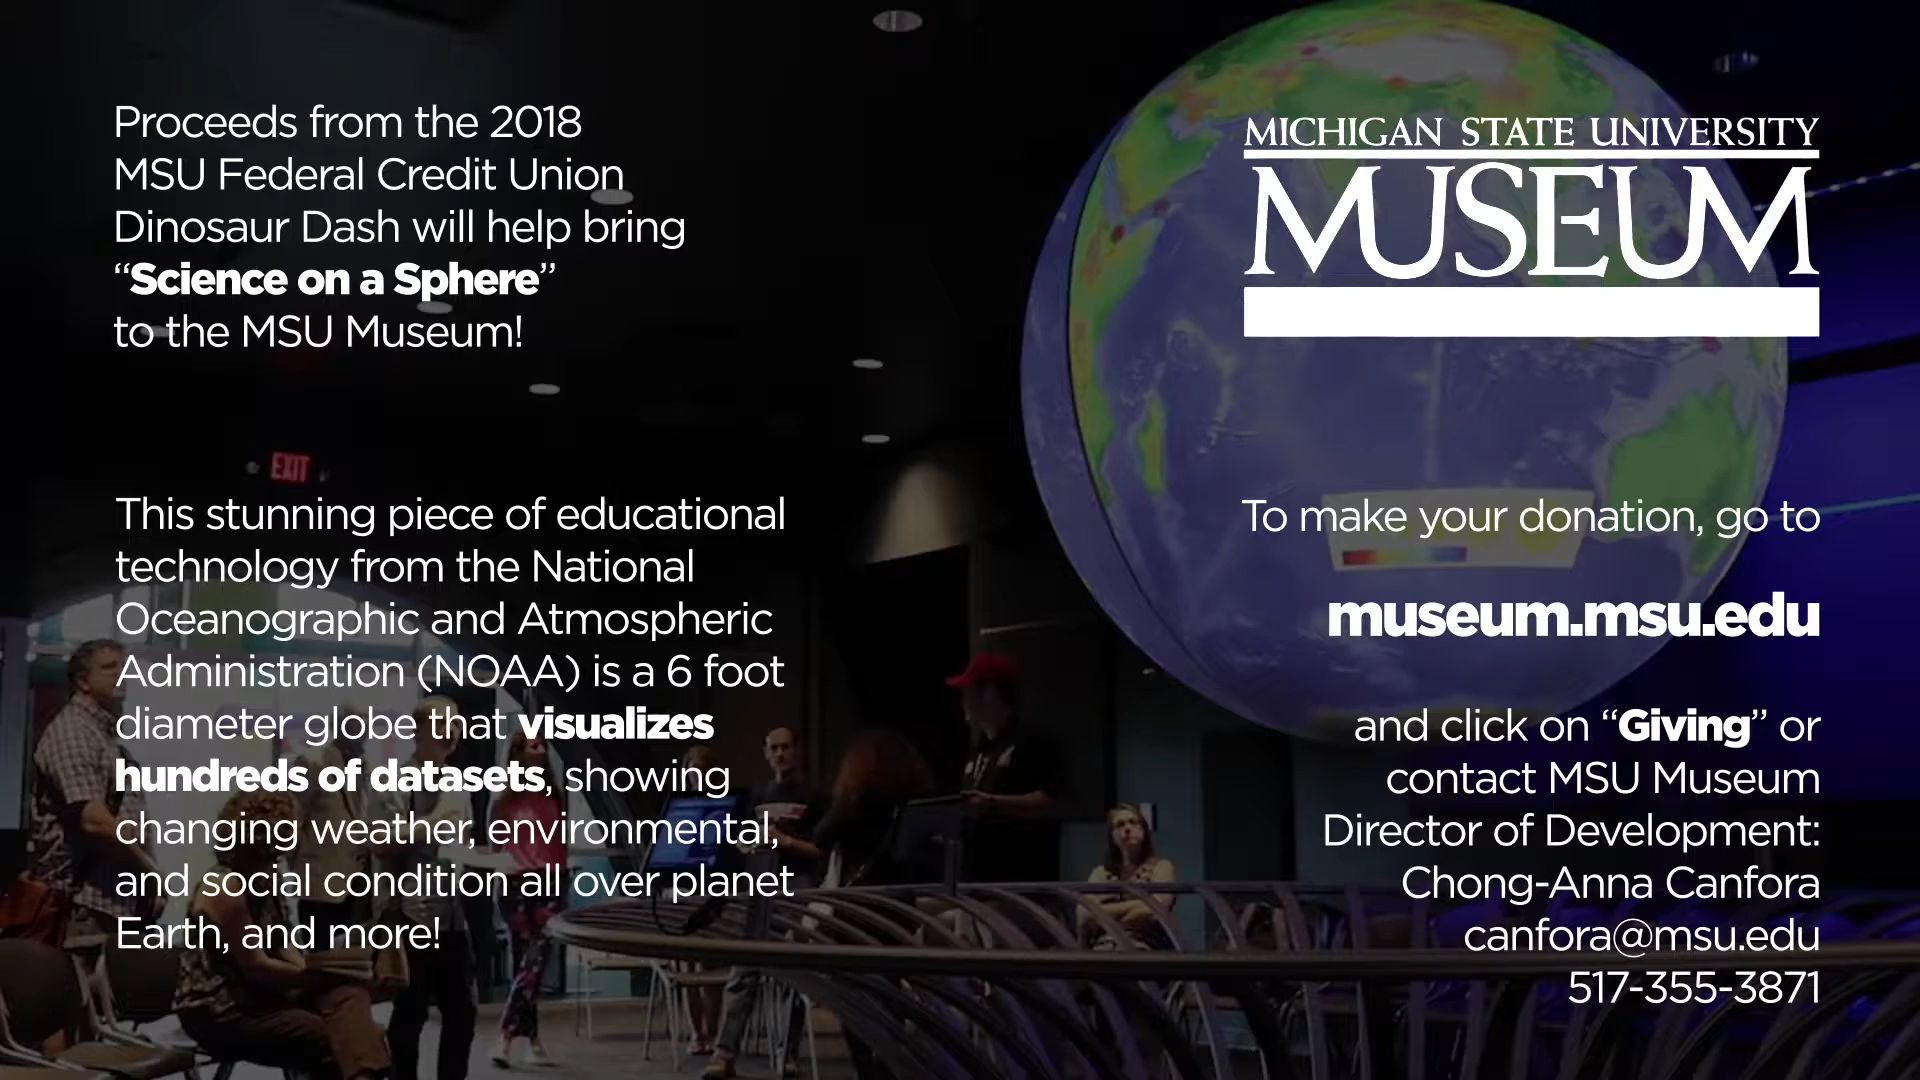 Proceeds from the 2018
MSU Federal Credit Union
Dinosaur Dash will help bring
“Science on a Sphere”
to the MSU Museum!
EXIT
This stunning piece of educational
technology from the National
Oceanographic and Atmospheric
Administration (NOAA) is a 6 foot
diameter globe that visualizes
hundreds of datasets, showing
changing weather, environmental,
and social condition all over planet
Earth, and more!
MICHIGAN STATE UNIVERSITY
MUSEUM
To make your donation, go to
museum.msu.edu
and click on “Giving” or
contact MSU Museum
Director of Development:
Chong-Anna Canfora
canfora@msu.edu
517-355-3871